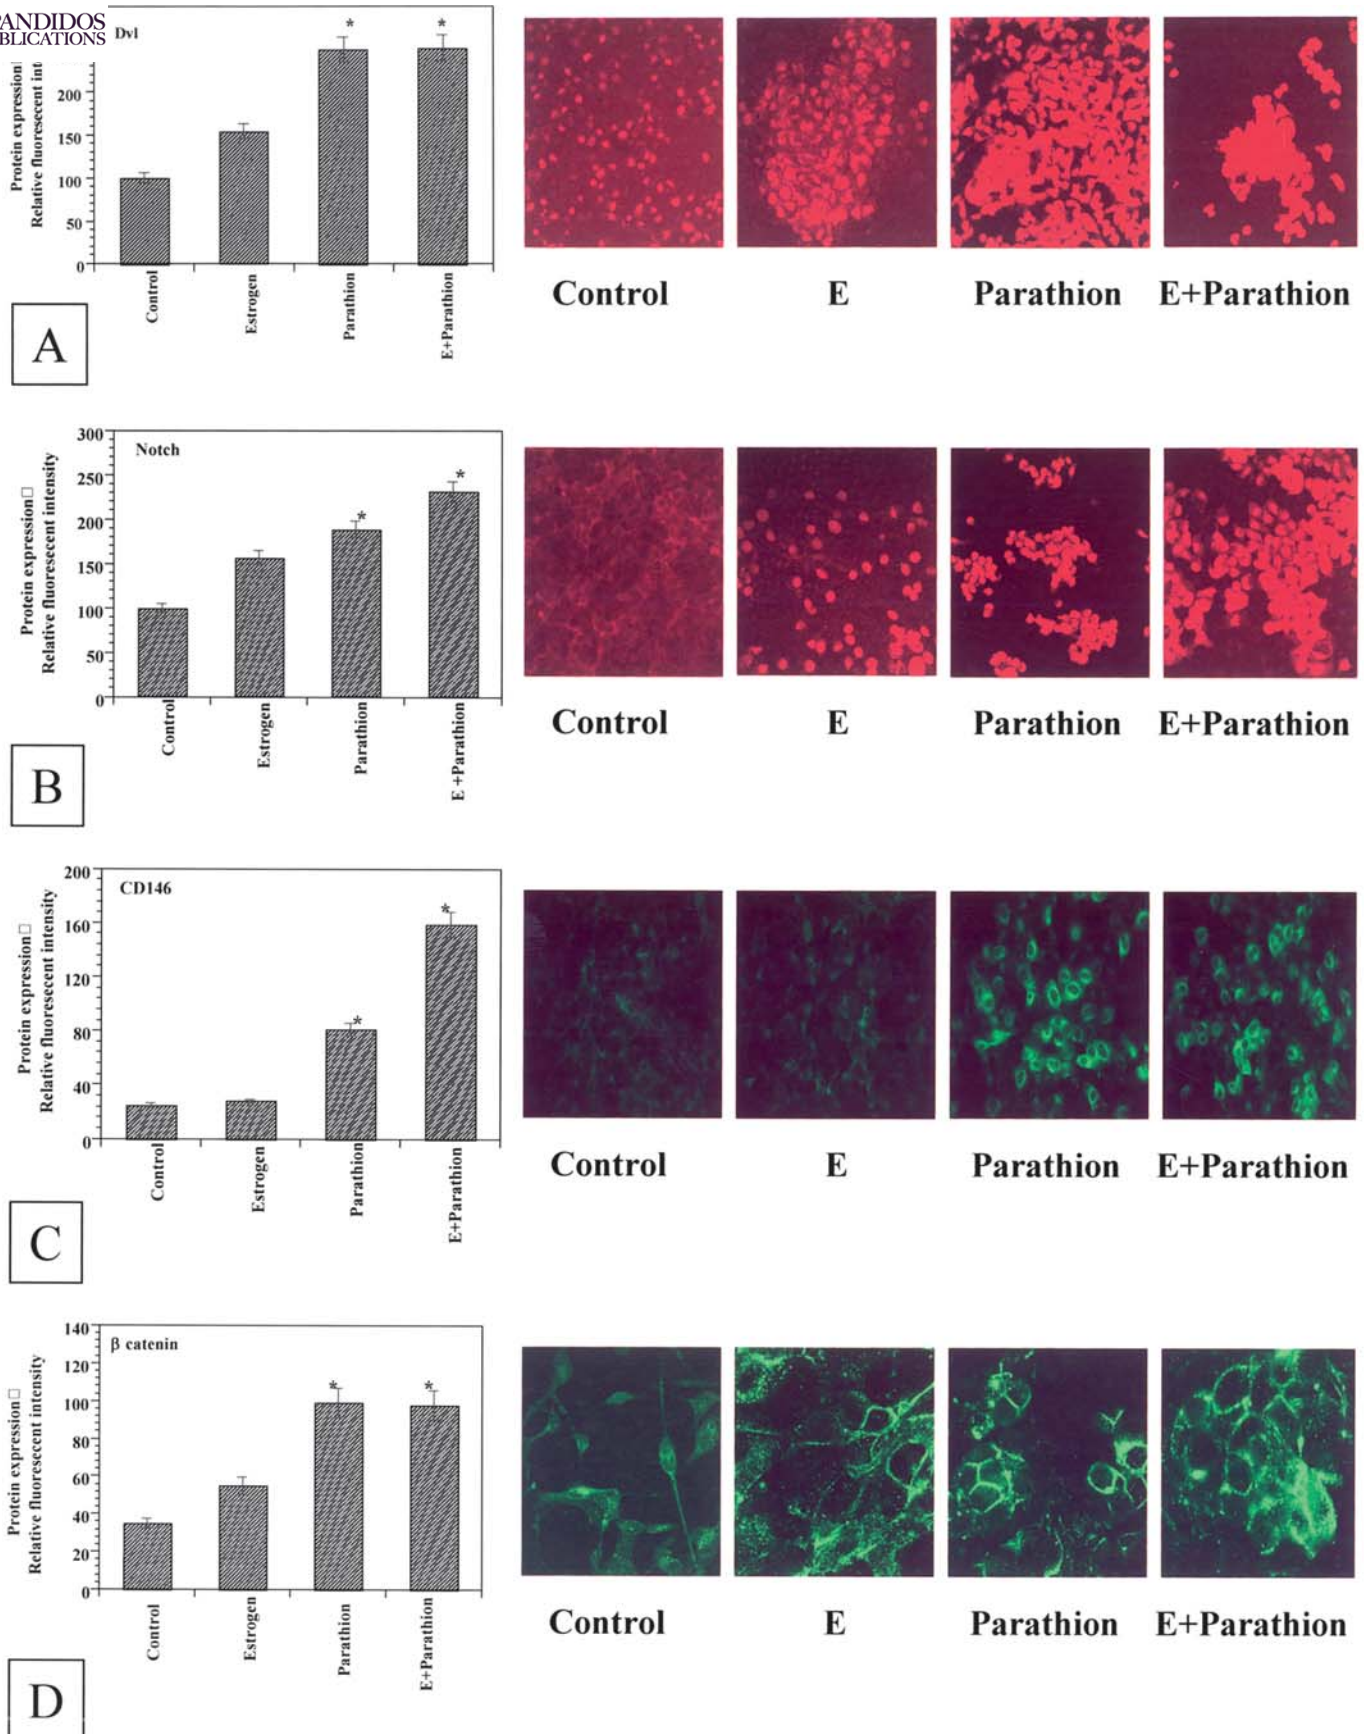 PANDIDOS
BLICATIONS
Dvl
Protein expression
Relative fluoresecent int
200
150
100
50
0
Control
Estrogen
Parathion
E+Parathion
*
*
A
Control
E
Parathion
E+Parathion
Notch
Protein expression□
Relative fluoresecent intensity
300
250
200
150
100
50
0
Control
Estrogen
Parathion
E +Parathion
*
*
B
Control
E
Parathion
E+Parathion
CD146
Protein expression□
Relative fluoresecent intensity
200
160
120
80
40
0
Control
Estrogen
Parathion
E+Parathion
*
*
C
Control
E
Parathion
E+Parathion
β catenin
Protein expression□
Relative fluoresecent intensity
140
120
100
80
60
40
20
0
Control
Estrogen
Parathion
E+Parathion
*
*
D
Control
E
Parathion
E+Parathion